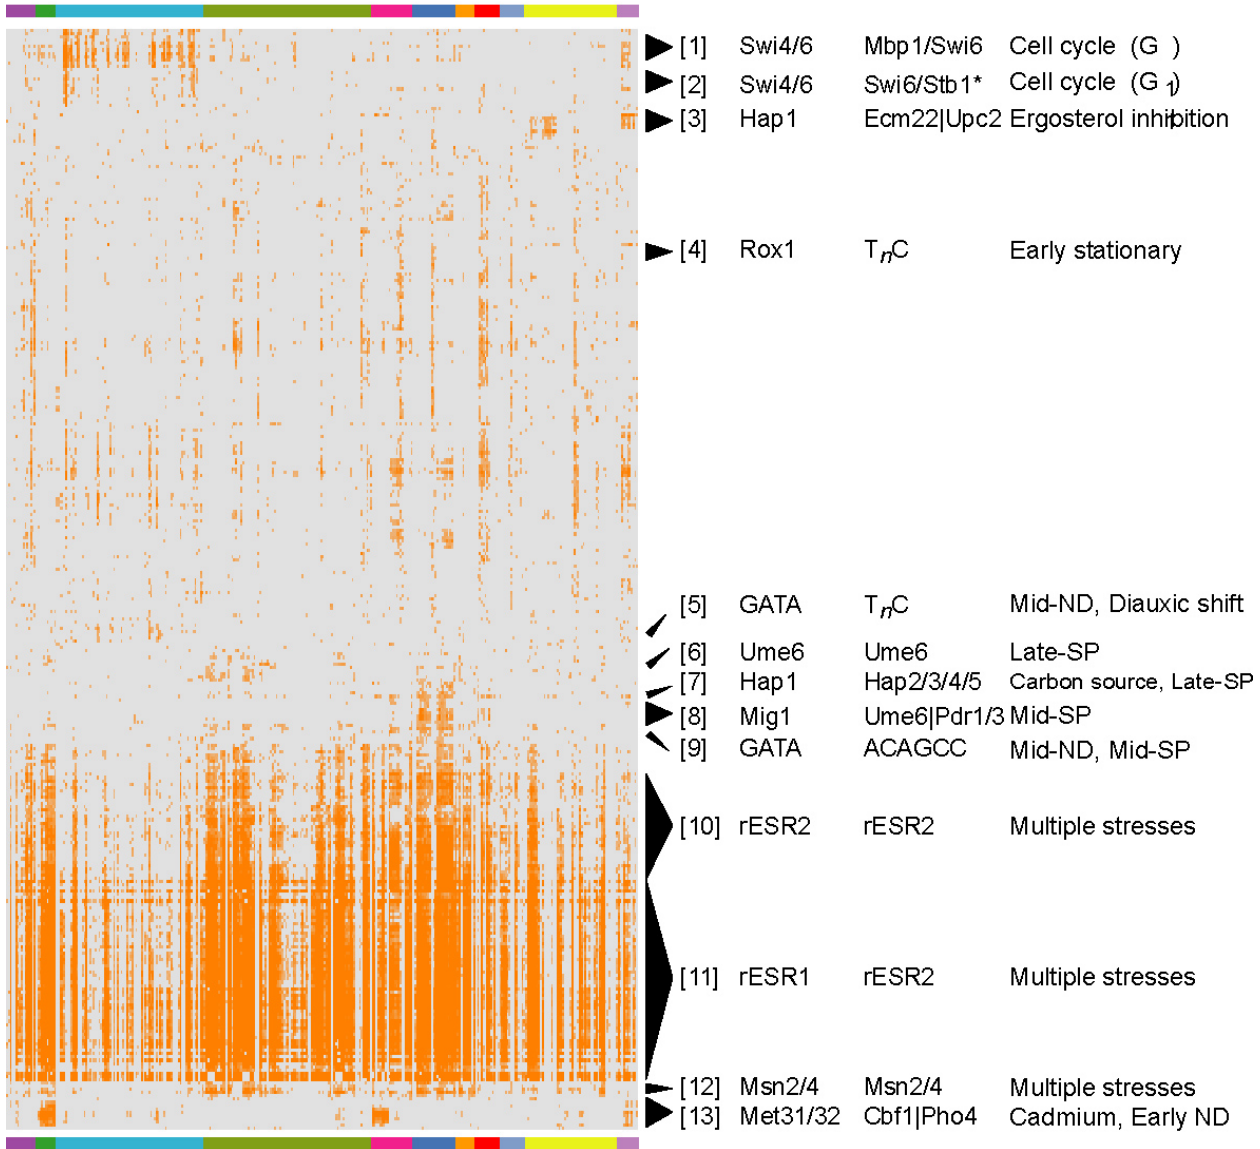 [1] Swi4/6 Mbp1/Swi6 Cell cycle (G )
[2] Swi4/6 Swi6/Stb1* Cell cycle (G 1)
[3] Hap1 Ecm22|Upc2 Ergosterol inhibition
[4] Rox1 TnC Early stationary
[5] GATA TnC Mid-ND, Diauxic shift
[6] Ume6 Ume6 Late-SP
[7] Hap1 Hap2/3/4/5 Carbon source, Late-SP
[8] Mig1 Ume6|Pdr1/3 Mid-SP
[9] GATA ACAGCC Mid-ND, Mid-SP
[10] rESR2 rESR2 Multiple stresses
[11] rESR1 rESR2 Multiple stresses
[12] Msn2/4 Msn2/4 Multiple stresses
[13] Met31/32 Cbf1|Pho4 Cadmium, Early ND